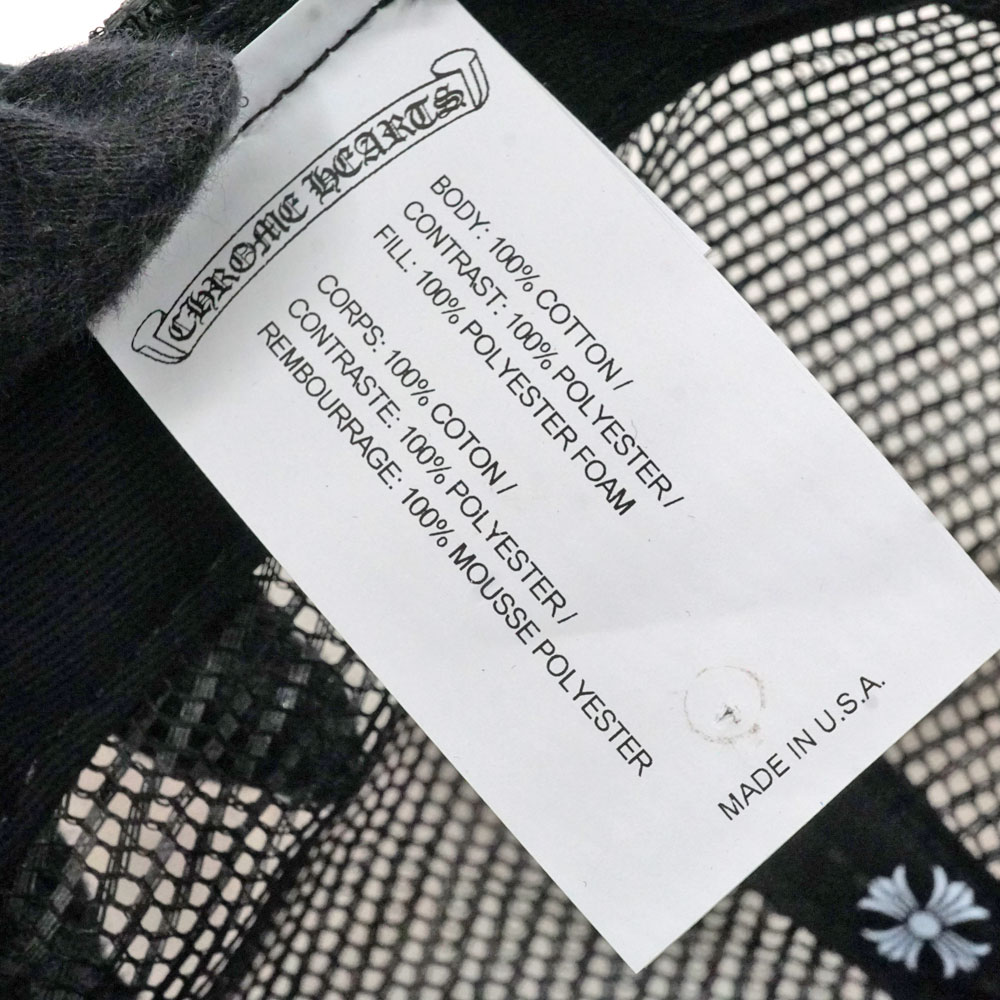 CHROME HEARTS
BODY: 100% COTTON /
CONTRAST: 100% POLYESTER /
FILL: 100% POLYESTER FOAM
CORPS: 100% COTON /
CONTRASTE: 100% POLYESTER /
REMBOURRAGE: 100% MOUSSE POLYESTER
MADE IN U.S.A.